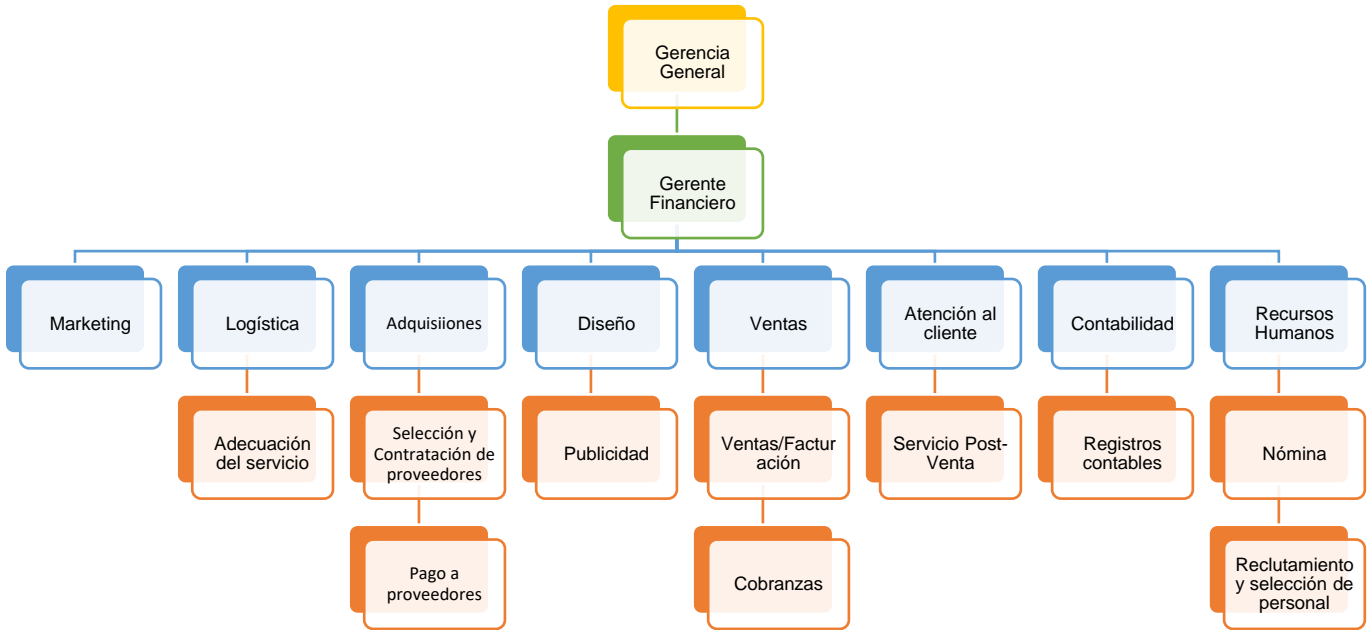 Gerencia
General
Gerente
Financiero
Marketing
Logística
Adquisiiones
Diseño
Ventas
Atención al
cliente
Contabilidad
Recursos
Humanos
Adecuación
del servicio
Selección y
Contratación de
proveedores
Publicidad
Ventas/Factur
ación
Servicio Post-
Venta
Registros
contables
Nómina
Pago a
proveedores
Cobranzas
Reclutamiento
y selección de
personal